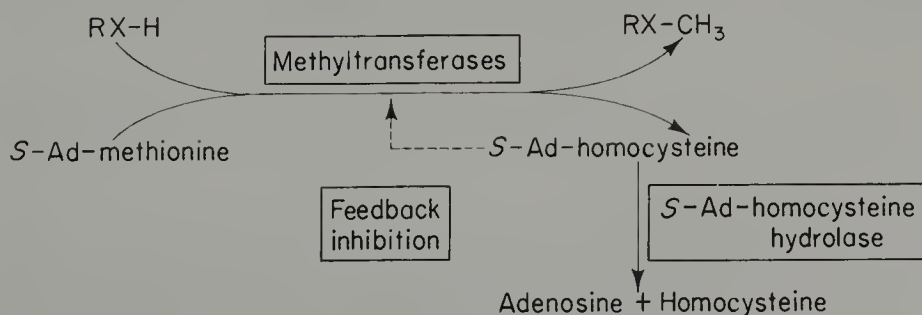 RX-H
RX-CH₃
Methyltransferases
S-Ad-methionine
S-Ad-homocysteine
Feedback
inhibition
S-Ad-homocysteine
hydrolase
Adenosine + Homocysteine